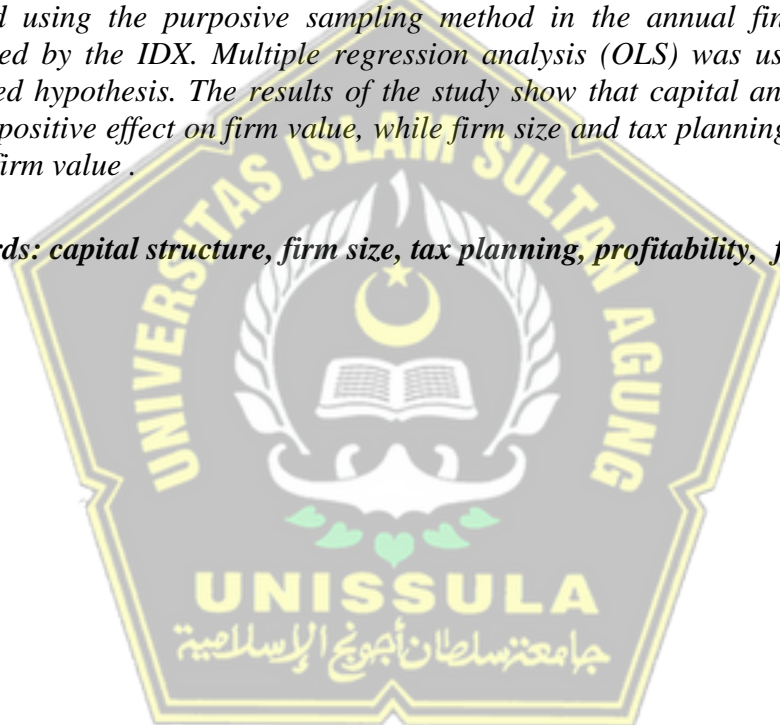 d using the purposive sampling method in the annual fin
ed by the IDX. Multiple regression analysis (OLS) was us
ed hypothesis. The results of the study show that capital an
positive effect on firm value, while firm size and tax planning
firm value .
rds: capital structure, firm size, tax planning, profitability, f
UNIVERSITAS ISLAM SULTAN AGUNG
UNISSULA
جامعتنسلطان أجونج الإسلامية